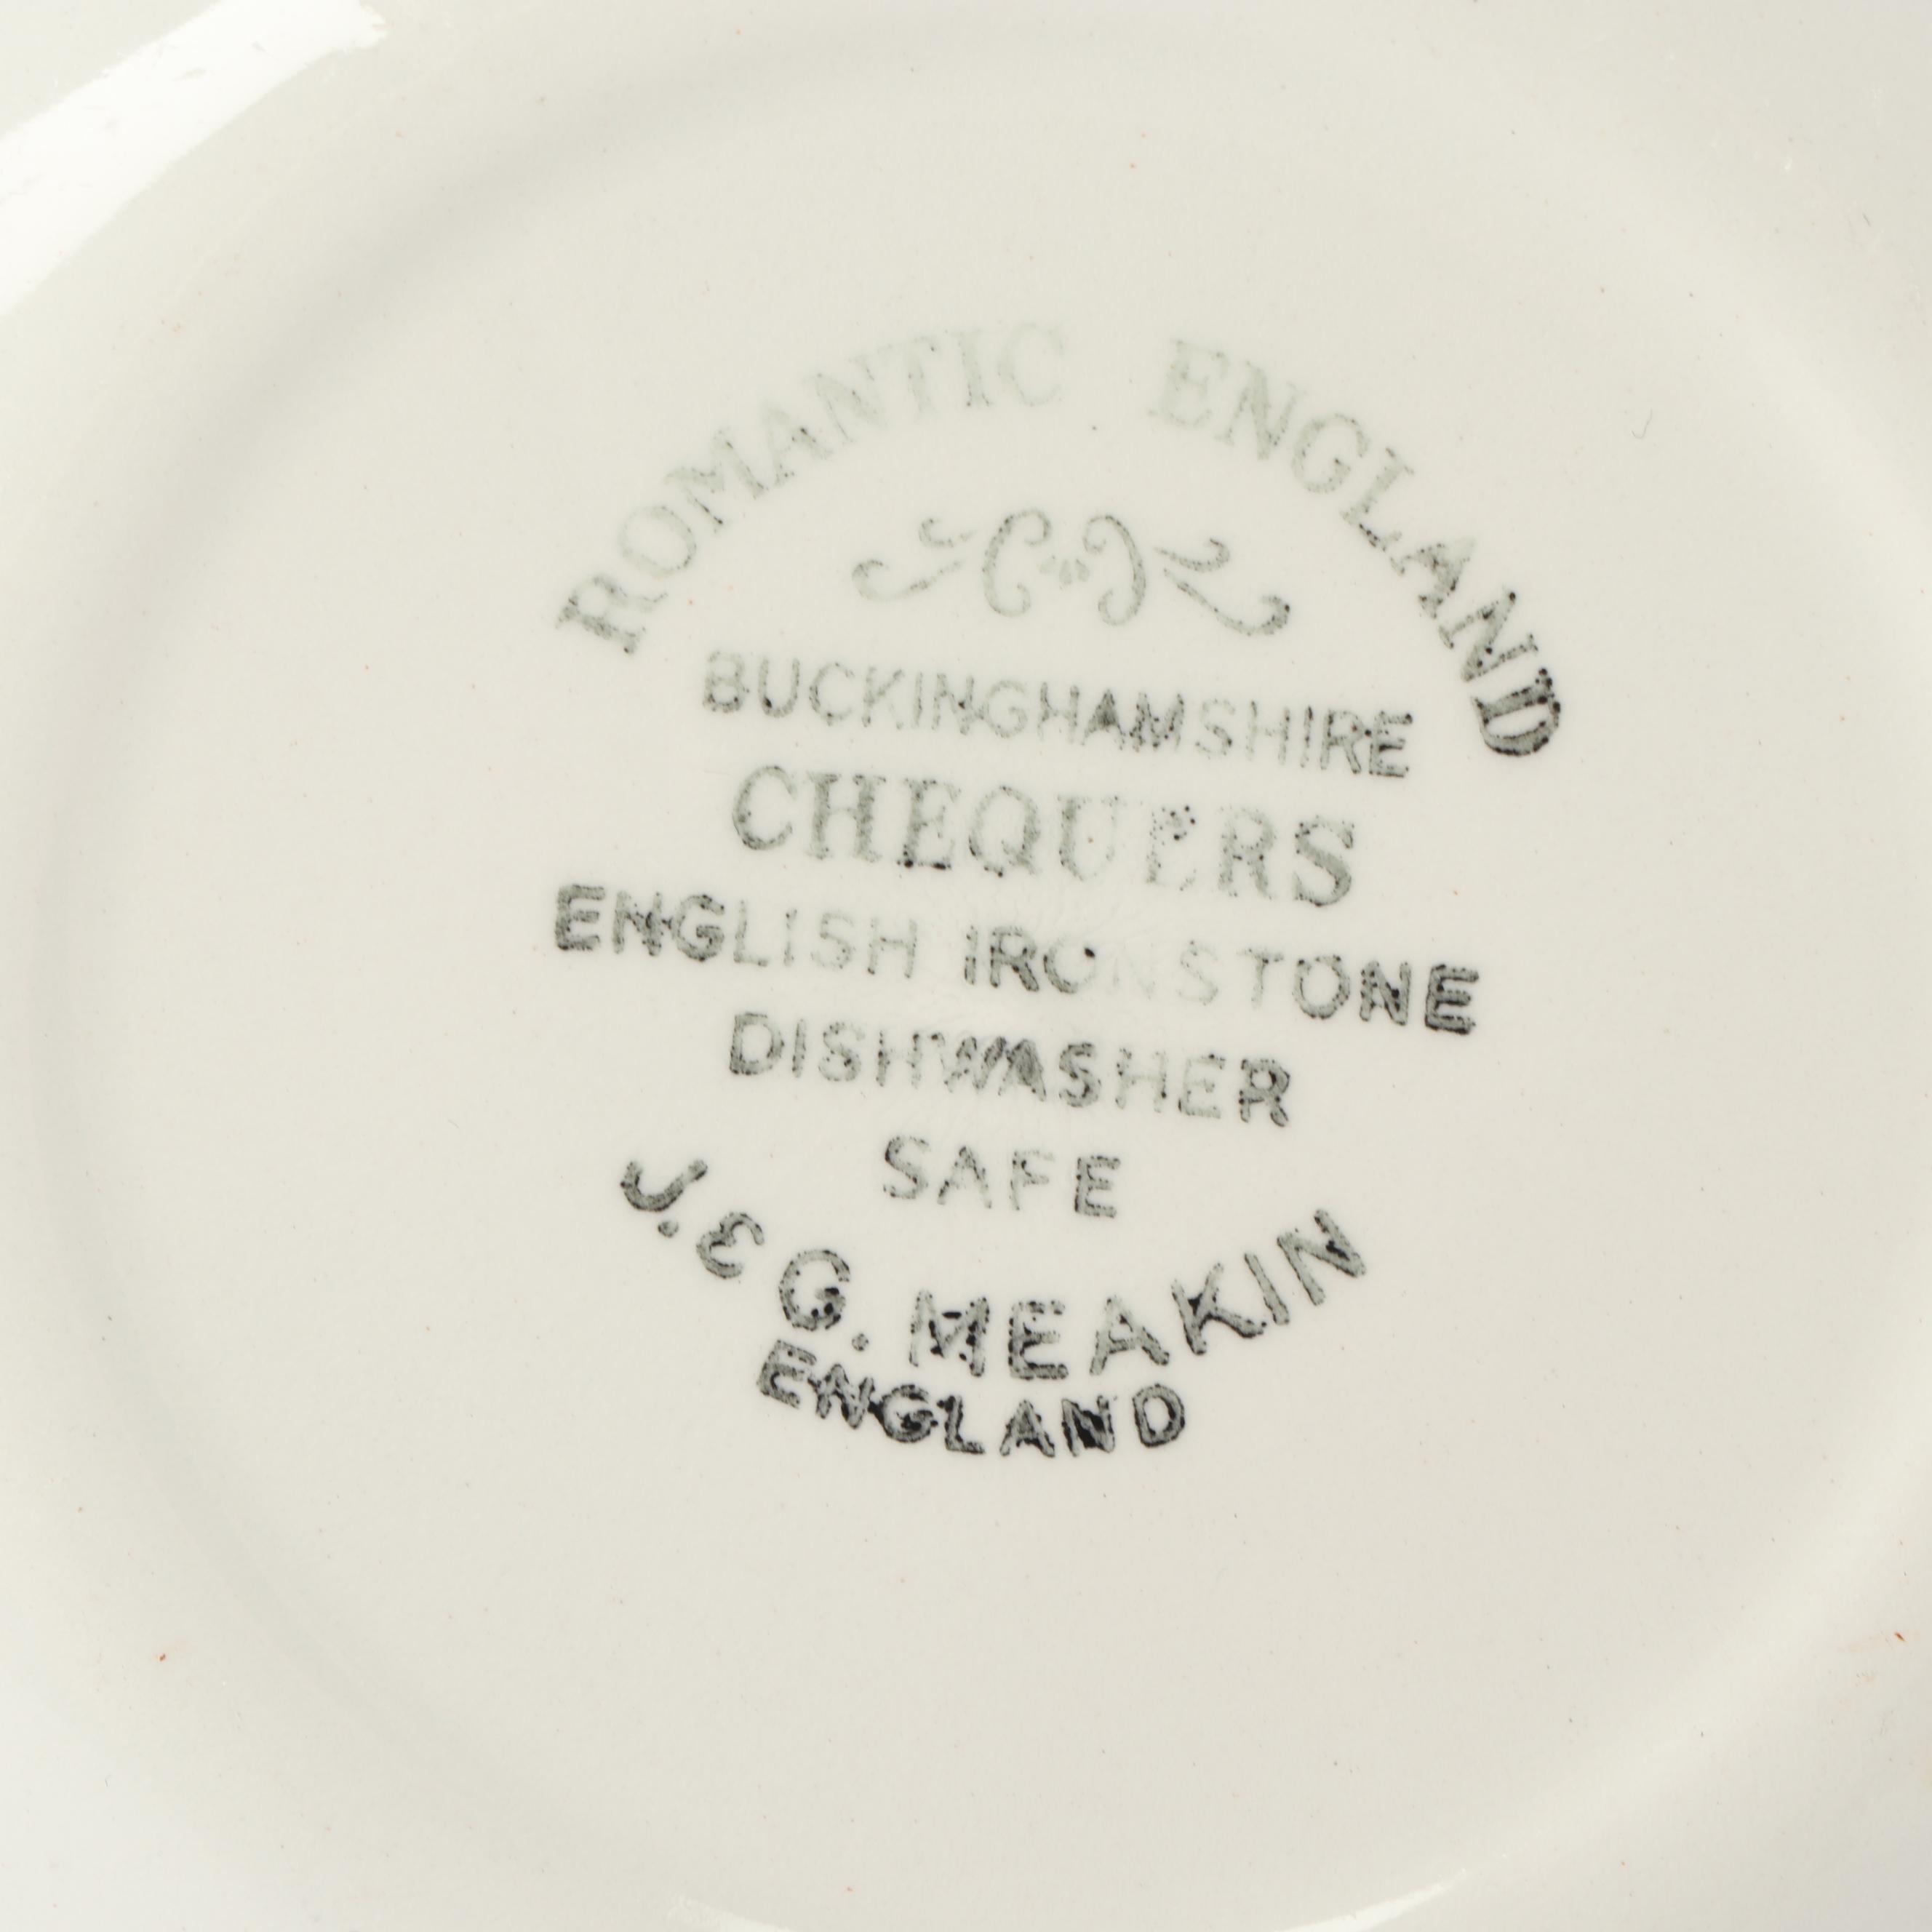 ROMANTIC ENGLAND
BUCKINGHAMSHIRE
CHEQUERS
ENGLISH IRONSTONE
DISHWASHER
SAFE
J. & G. MEAKIN
ENGLAND